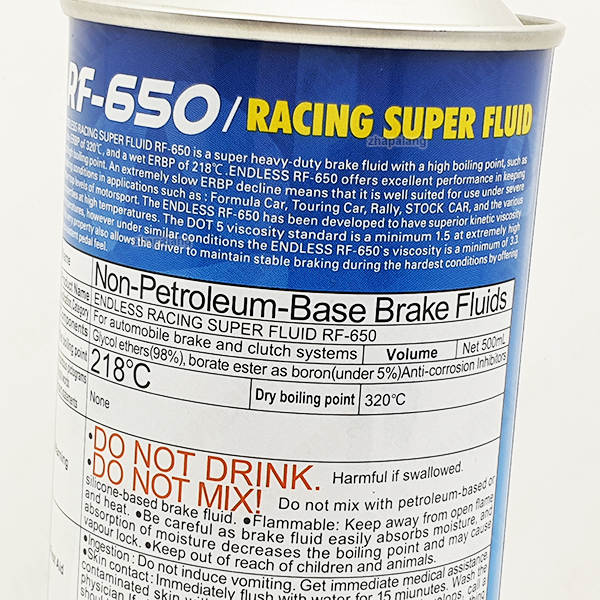 RF-650 / RACING SUPER FLUID
RACING SUPER FLUID RF-650 is a super heavy-duty brake fluid with a high boiling point, such as
of 320℃, and a wet ERBP of 218℃. ENDLESS RF-650 offers excellent performance in keeping
boiling point. An extremely slow ERBP decline means that it is well suited for use under severe
conditions in applications such as : Formula Car, Touring Car, Rally, STOCK CAR, and the various
levels of motorsport. The ENDLESS RF-650 has been developed to have superior kinetic viscosity
at high temperatures. The DOT 5 viscosity standard is a minimum 1.5 at extremely high
however under similar conditions the ENDLESS RF-650`s viscosity is a minimum of 3.1
property also allows the driver to maintain stable braking during the hardest conditions by offering
pedal feel.
zhapalang
zhapalang
Non-Petroleum-Base Brake Fluids
Product Name ENDLESS RACING SUPER FLUID RF-650
Category For automobile brake and clutch systems Volume Net 500mL
Components Glycol ethers(98%), borate ester as boron(under 5%)Anti-corrosion Inhibitors
boiling point 218℃ Dry boiling point 320℃
None
•DO NOT DRINK. Harmful if swallowed.
•DO NOT MIX! Do not mix with petroleum-based or
silicone-based brake fluid. •Flammable: Keep away from open flame
and heat. •Be careful as brake fluid easily absorbs moisture, and
absorption of moisture decreases the boiling point and may cause
vapour lock. •Keep out of reach of children and animals.
•Ingestion: Do not induce vomiting. Get immediate medical assistance.
•Skin contact: Immediately flush with water for 15 miunutes. Wash the
contaminated skin
physician if